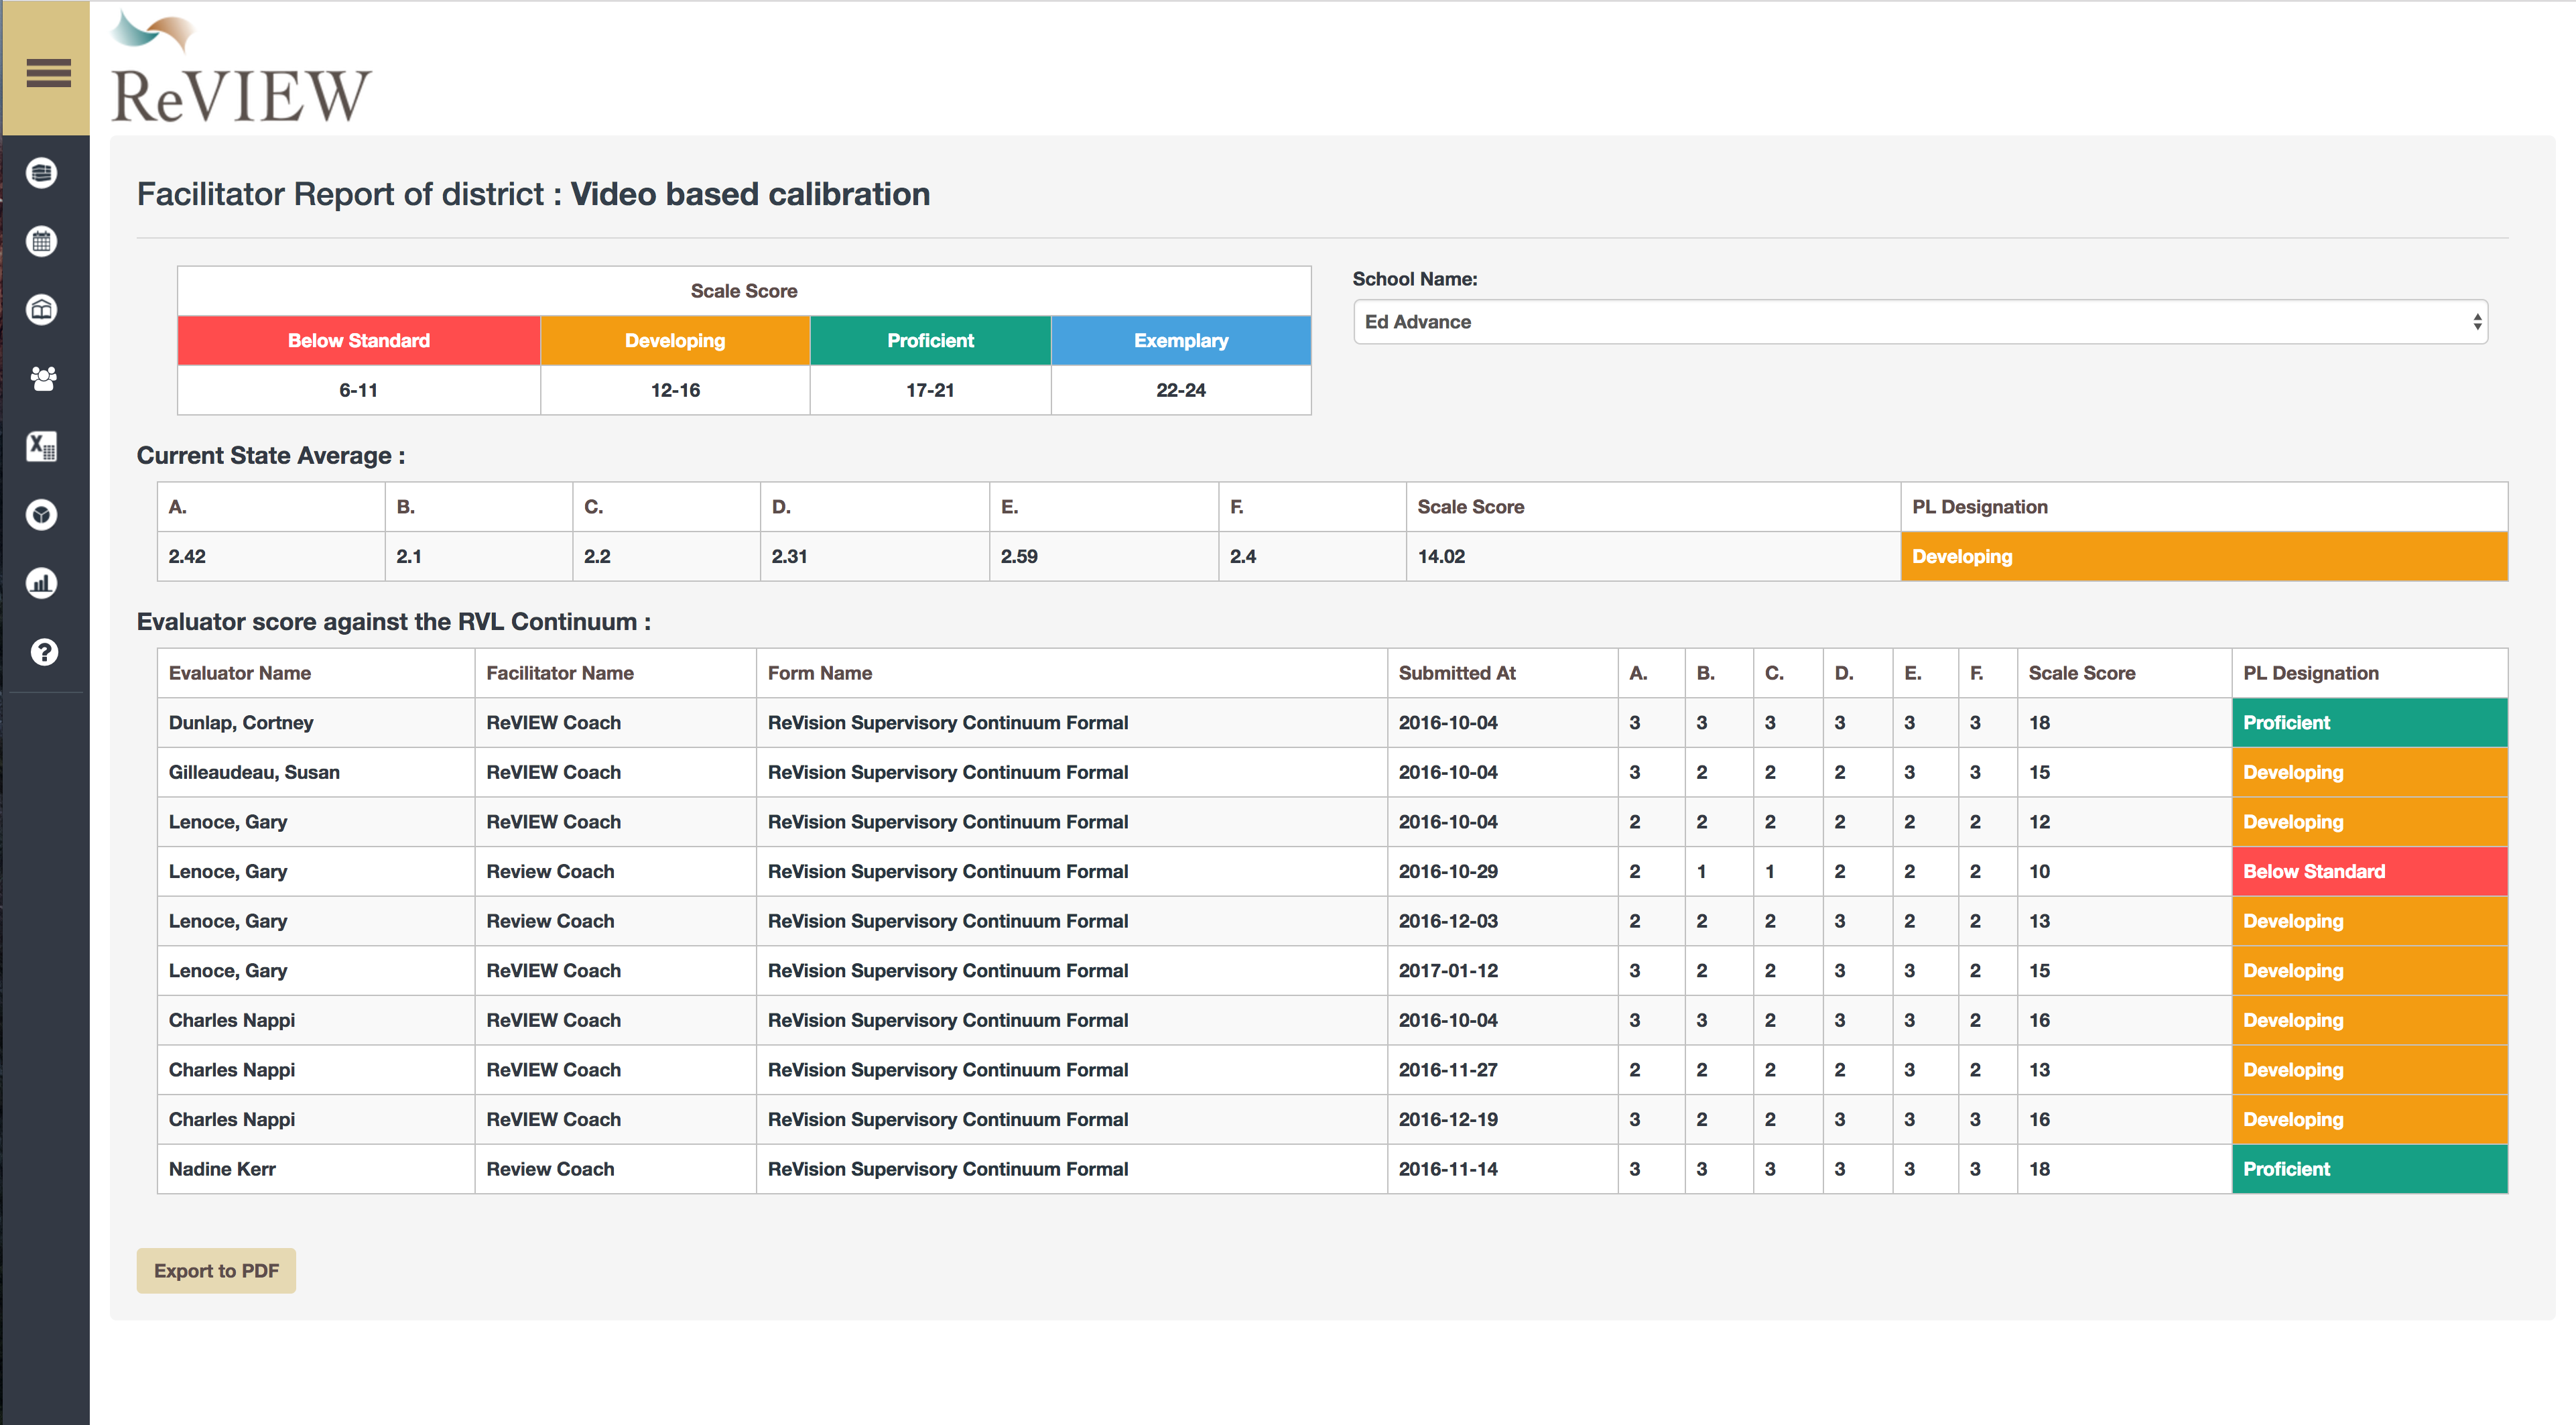 ReVIEW
Facilitator Report of district : Video based calibration
Scale Score
Below Standard Developing Proficient Exemplary
6-11 12-16 17-21 22-24
School Name:
Ed Advance
Current State Average :
A. B. C. D. E. F. Scale Score PL Designation
2.42 2.1 2.2 2.31 2.59 2.4 14.02 Developing
Evaluator score against the RVL Continuum :
Evaluator Name Facilitator Name Form Name Submitted At A. B. C. D. E. F. Scale Score PL Designation
Dunlap, Cortney ReVIEW Coach ReVision Supervisory Continuum Formal 2016-10-04 3 3 3 3 3 3 18 Proficient
Gilleaudeau, Susan ReVIEW Coach ReVision Supervisory Continuum Formal 2016-10-04 3 2 2 2 3 3 15 Developing
Lenoce, Gary ReVIEW Coach ReVision Supervisory Continuum Formal 2016-10-04 2 2 2 2 2 2 12 Developing
Lenoce, Gary Review Coach ReVision Supervisory Continuum Formal 2016-10-29 2 1 1 2 2 2 10 Below Standard
Lenoce, Gary Review Coach ReVision Supervisory Continuum Formal 2016-12-03 2 2 2 3 2 2 13 Developing
Lenoce, Gary ReVIEW Coach ReVision Supervisory Continuum Formal 2017-01-12 3 2 2 3 3 2 15 Developing
Charles Nappi ReVIEW Coach ReVision Supervisory Continuum Formal 2016-10-04 3 3 2 3 3 2 16 Developing
Charles Nappi ReVIEW Coach ReVision Supervisory Continuum Formal 2016-11-27 2 2 2 2 3 2 13 Developing
Charles Nappi ReVIEW Coach ReVision Supervisory Continuum Formal 2016-12-19 3 2 2 3 3 3 16 Developing
Nadine Kerr Review Coach ReVision Supervisory Continuum Formal 2016-11-14 3 3 3 3 3 3 18 Proficient
Export to PDF